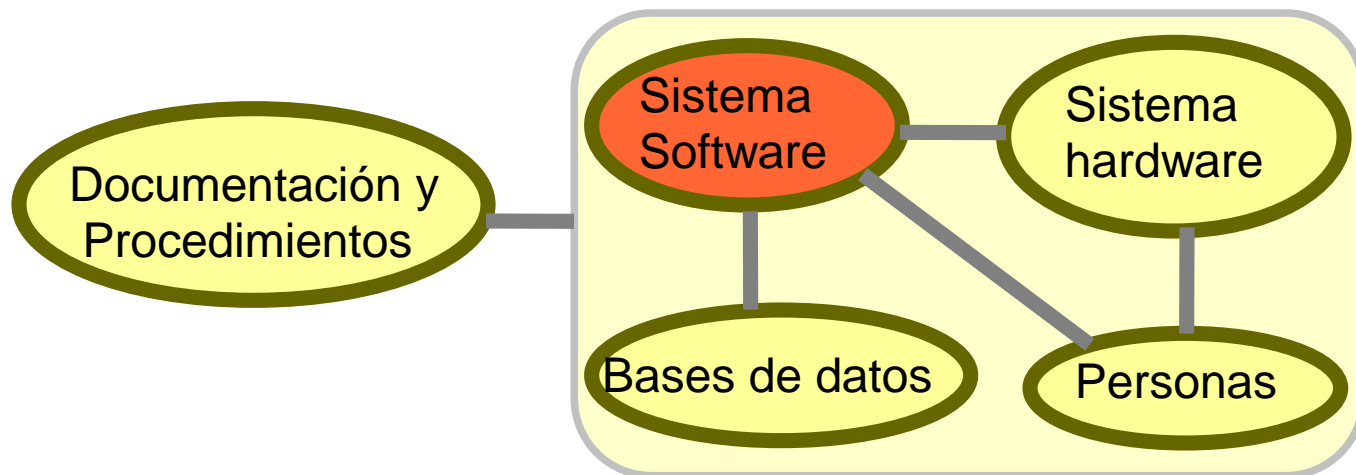 Documentación y
Procedimientos
Sistema
Software
Sistema
hardware
Bases de datos
Personas